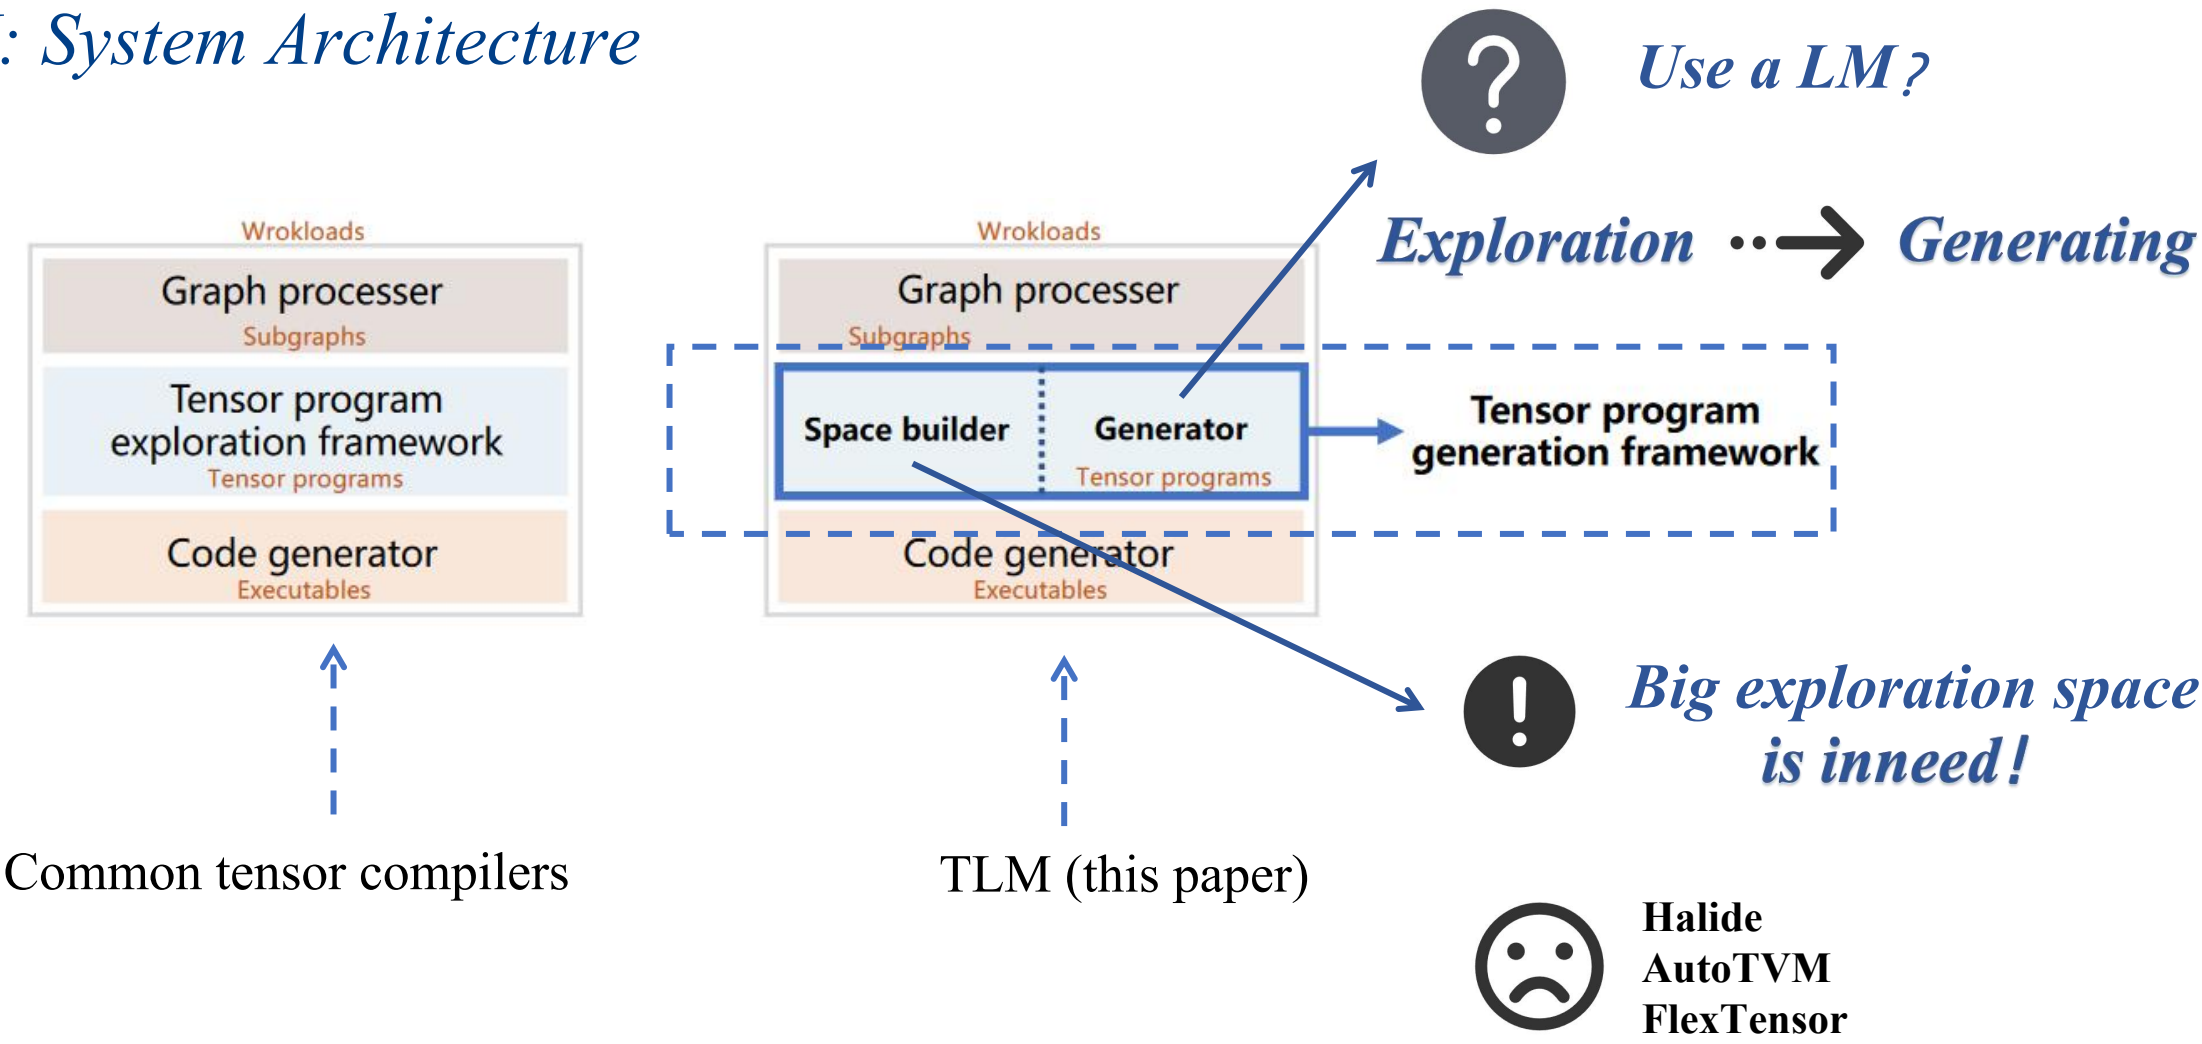 : System Architecture
Use a LM?
Exploration
Generating
Wrokloads
Graph processer
Subgraphs
Tensor program
exploration framework
Tensor programs
Code generator
Executables
Common tensor compilers
Wrokloads
Graph processer
Subgraphs
Space builder
Generator
Tensor programs
Code generator
Executables
TLM (this paper)
Tensor program
generation framework
Big exploration space
is inneed!
Halide
AutoTVM
FlexTensor